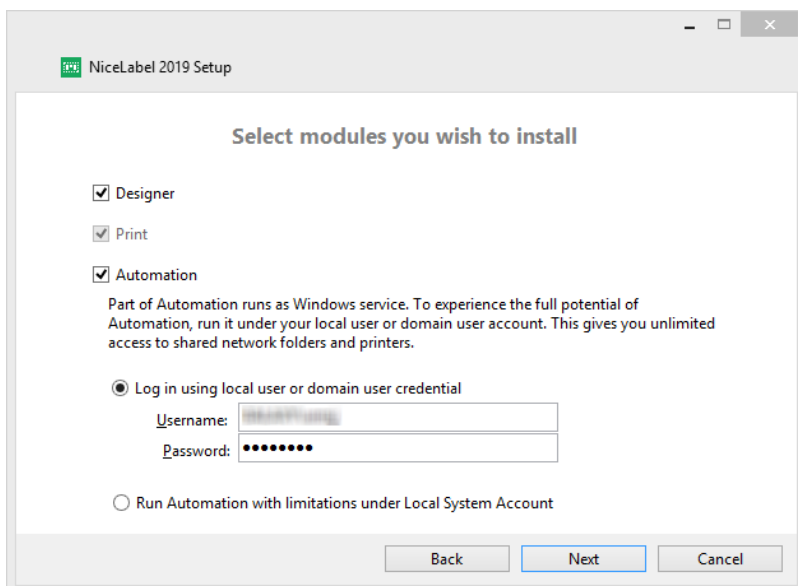 NiceLabel 2019 Setup
Select modules you wish to install
Designer
Print
Automation
Part of Automation runs as Windows service. To experience the full potential of
Automation, run it under your local user or domain user account. This gives you unlimited
access to shared network folders and printers.
Log in using local user or domain user credential
Username:
Password: ••••••••
Run Automation with limitations under Local System Account
Back Next Cancel